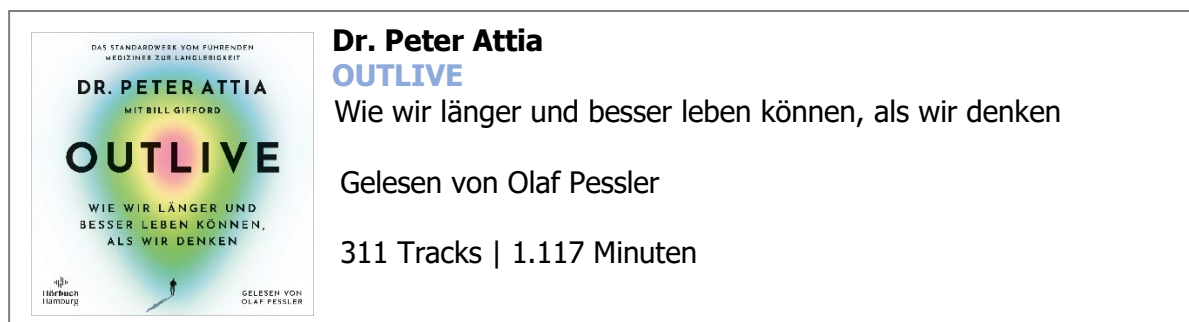 DAS STANDARDWERK VOM FÜHRENDEN
MEDIZINER ZUR LANGLEBIGKEIT
DR. PETER ATTIA
MIT BILL GIFFORD
OUTLIVE
WIE WIR LÄNGER UND
BESSER LEBEN KÖNNEN,
ALS WIR DENKEN
Hörbuch
Hamburg
GELESEN VON
OLAF PESSLER
Dr. Peter Attia
OUTLIVE
Wie wir länger und besser leben können, als wir denken
Gelesen von Olaf Pessler
311 Tracks | 1.117 Minuten